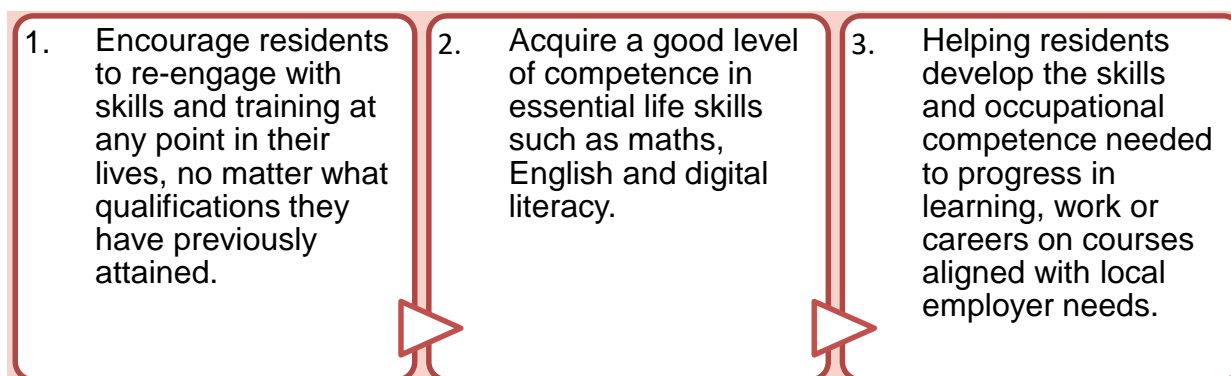 1. Encourage residents
to re-engage with
skills and training at
any point in their
lives, no matter what
qualifications they
have previously
attained.
2. Acquire a good level
of competence in
essential life skills
such as maths,
English and digital
literacy.
3. Helping residents
develop the skills
and occupational
competence needed
to progress in
learning, work or
careers on courses
aligned with local
employer needs.